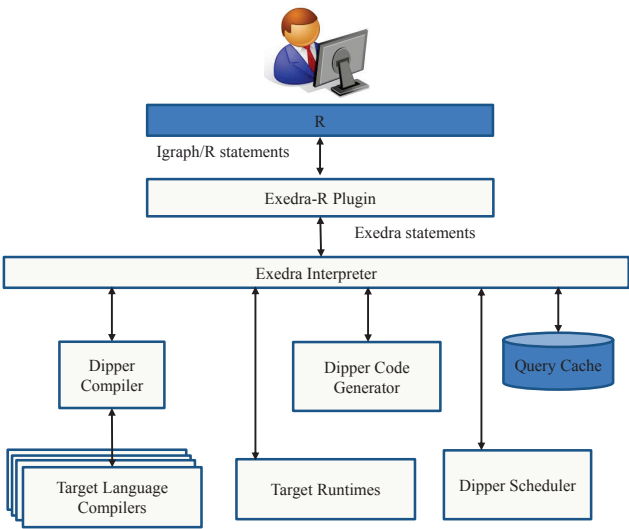 R
Igraph/R statements
Exedra-R Plugin
Exedra statements
Exedra Interpreter
Dipper
Compiler
Dipper Code
Generator
Query Cache
Target Language
Compilers
Target Runtimes
Dipper Scheduler